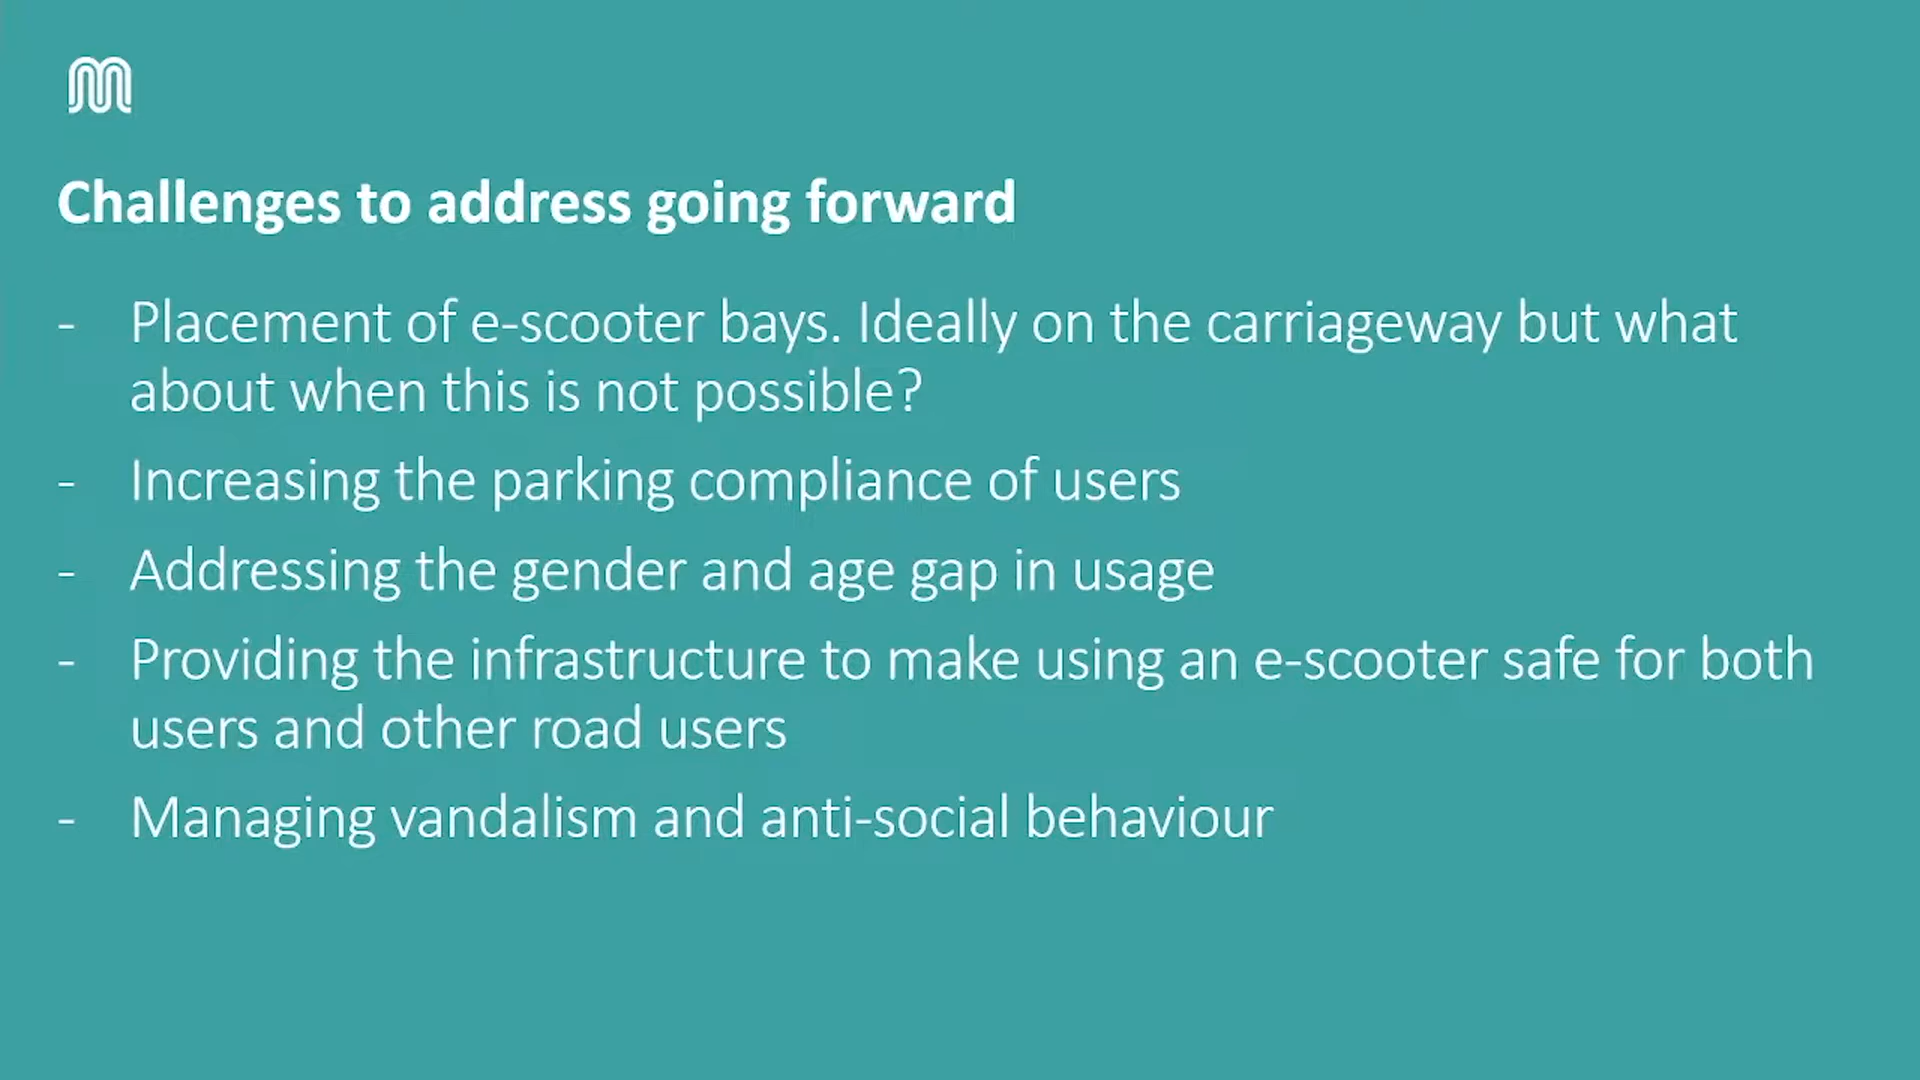 Challenges to address going forward
- Placement of e-scooter bays. Ideally on the carriageway but what
about when this is not possible?
- Increasing the parking compliance of users
- Addressing the gender and age gap in usage
- Providing the infrastructure to make using an e-scooter safe for both
users and other road users
- Managing vandalism and anti-social behaviour